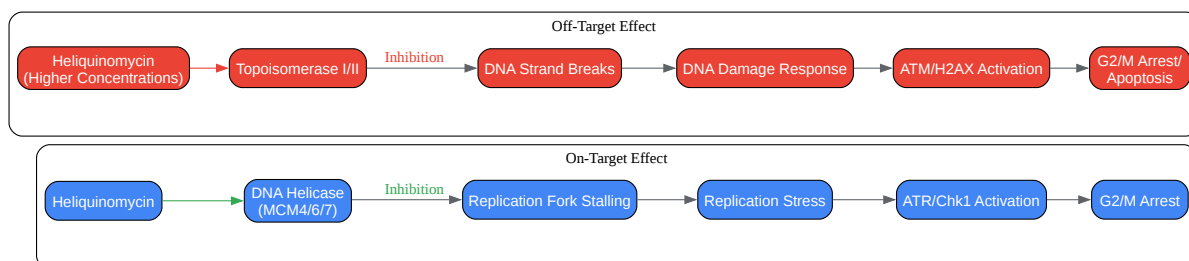 Off-Target Effect
Heliquinomycin
(Higher Concentrations)
Topoisomerase I/II
Inhibition
DNA Strand Breaks
DNA Damage Response
ATM/H2AX Activation
G2/M Arrest/
Apoptosis
On-Target Effect
Heliquinomycin
DNA Helicase
(MCM4/6/7)
Inhibition
Replication Fork Stalling
Replication Stress
ATR/Chk1 Activation
G2/M Arrest